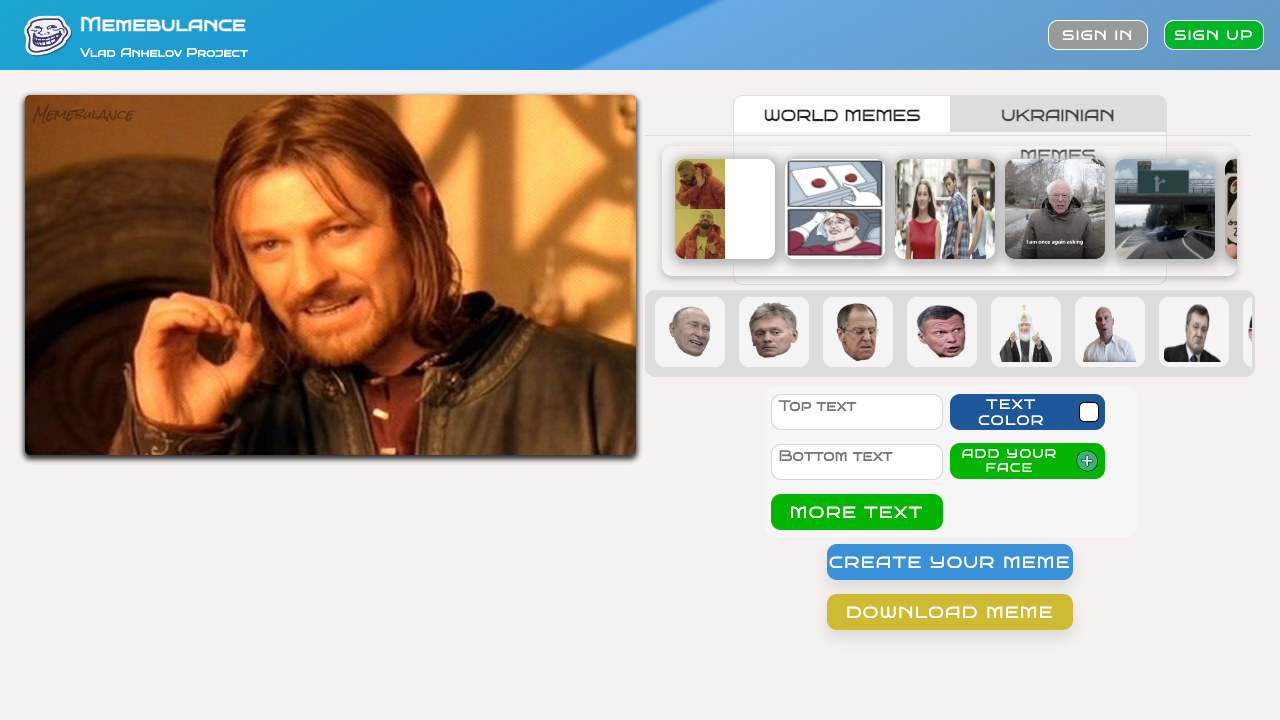 Memebulance
Vlad Anhelov Project
SIGN IN
SIGN UP
Memebulance
WORLD MEMES
UKRAINIAN
MEMES
I am once again asking
Top text
TEXT
COLOR
Bottom text
ADD YOUR
FACE
MORE TEXT
CREATE YOUR MEME
DOWNLOAD MEME